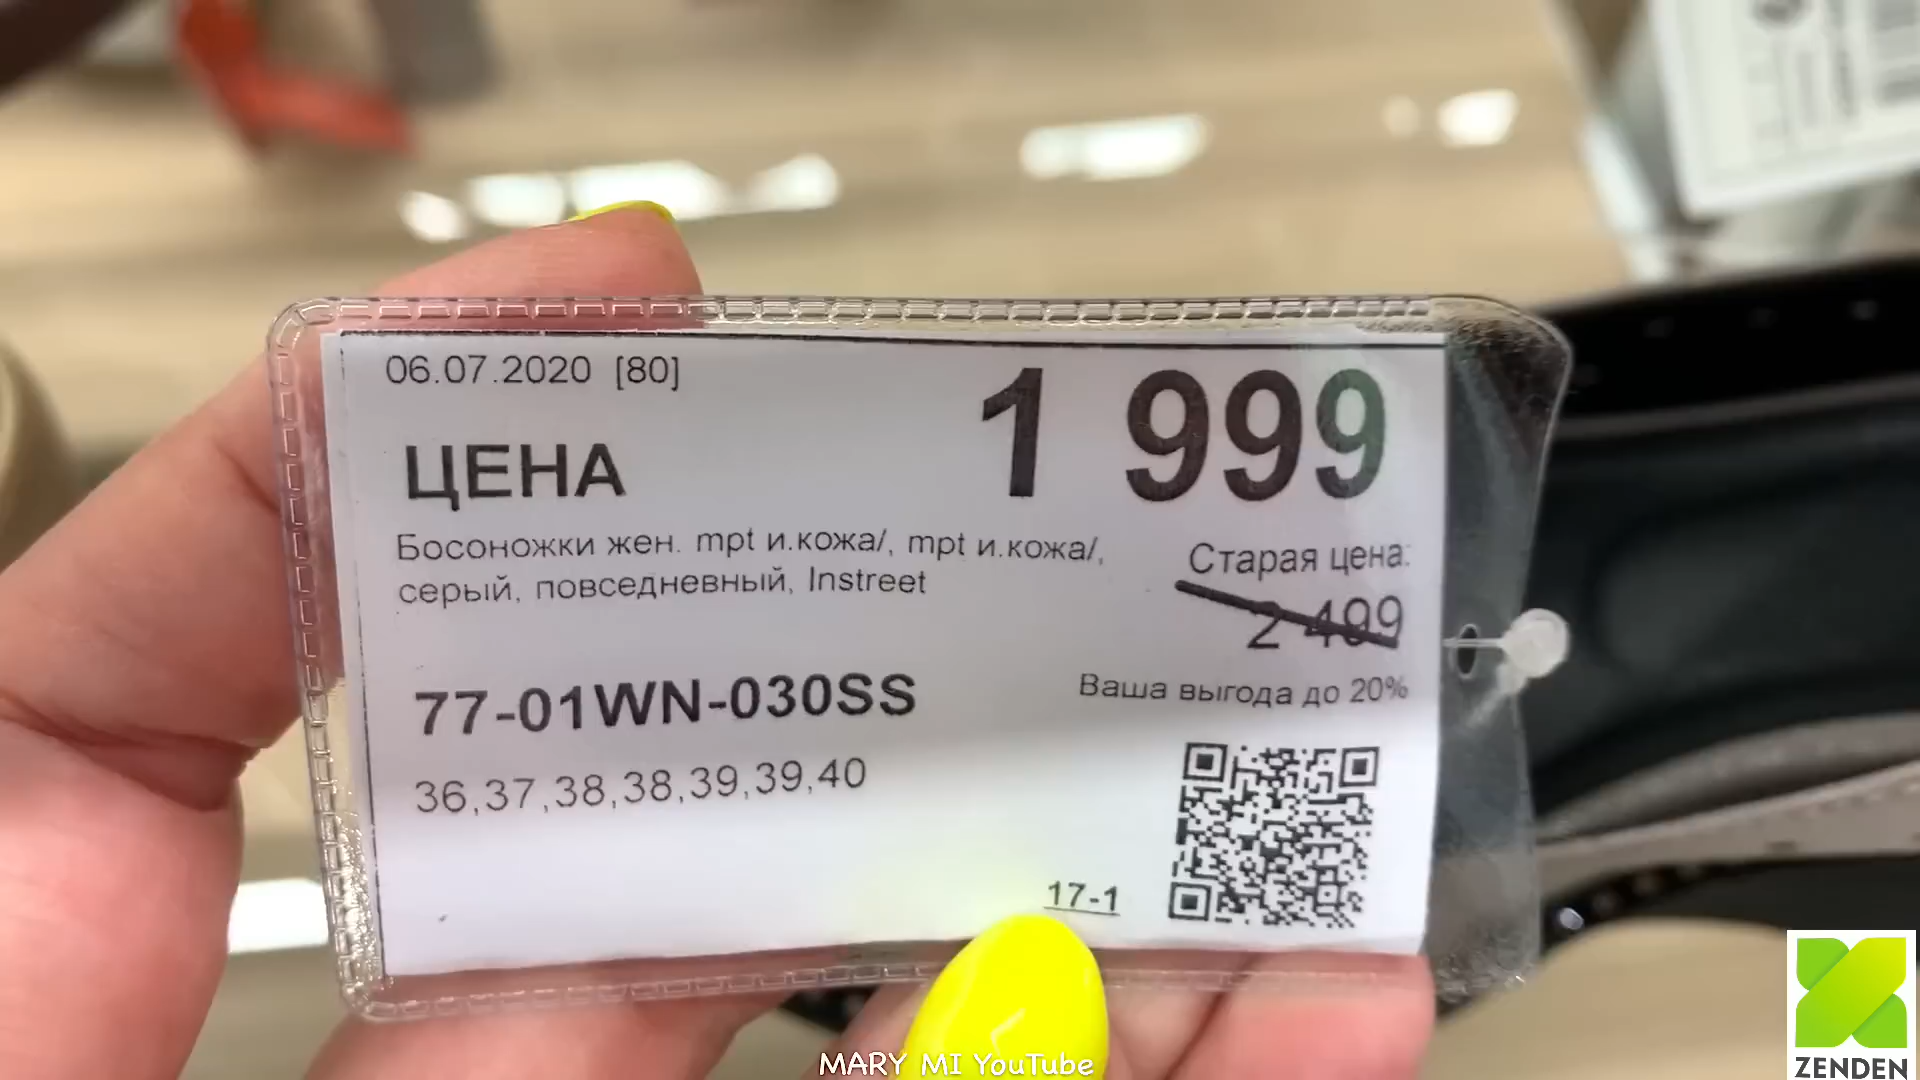 06.07.2020 [80]
1 999
ЦЕНА
Босоножки жен. mpt и.кожа/, mpt и.кожа/,
серый, повседневный, Instreet
Старая цена:
2 499
Ваша выгода до 20%
77-01WN-030SS
36,37,38,38,39,39,40
17-1
MARY MI YouTube
ZENDEN